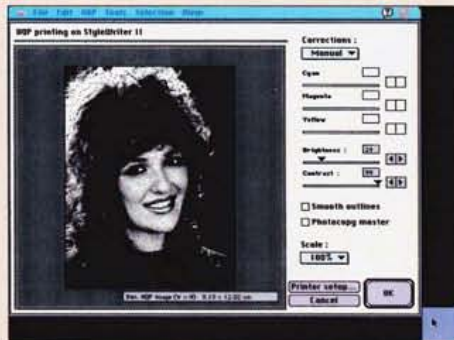 File Edit HQP Tools Selection
HQP printing on StyleWriter II
Corrections :
Manual
Cyan
Magenta
Yellow
Brightness :
Contrast :
Smooth outlines
Photocopy master
Scale :
100%
Printer setup...
Cancel
OK